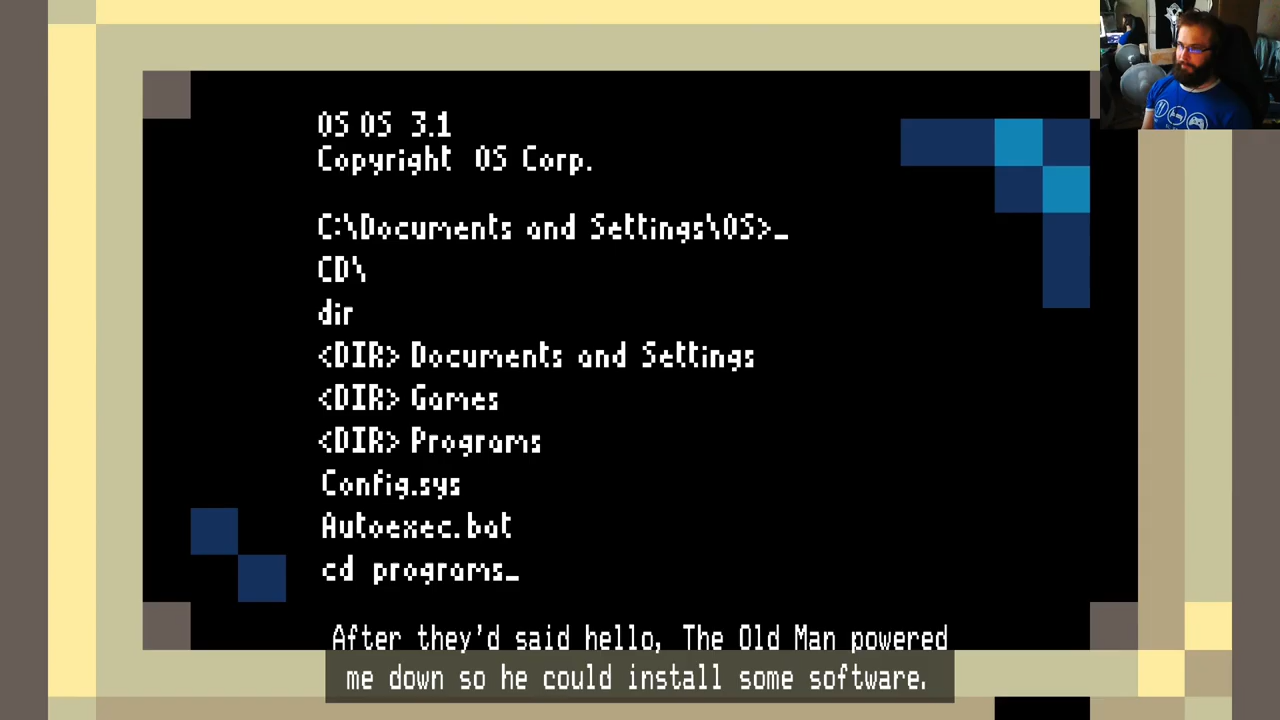 OS OS 3.1
Copyright OS Corp.
C:\Documents and Settings\OS>_
CD\
dir
<DIR> Documents and Settings
<DIR> Games
<DIR> Programs
Config.sys
Autoexec.bat
cd programs_
After they'd said hello, The Old Man powered
me down so he could install some software.